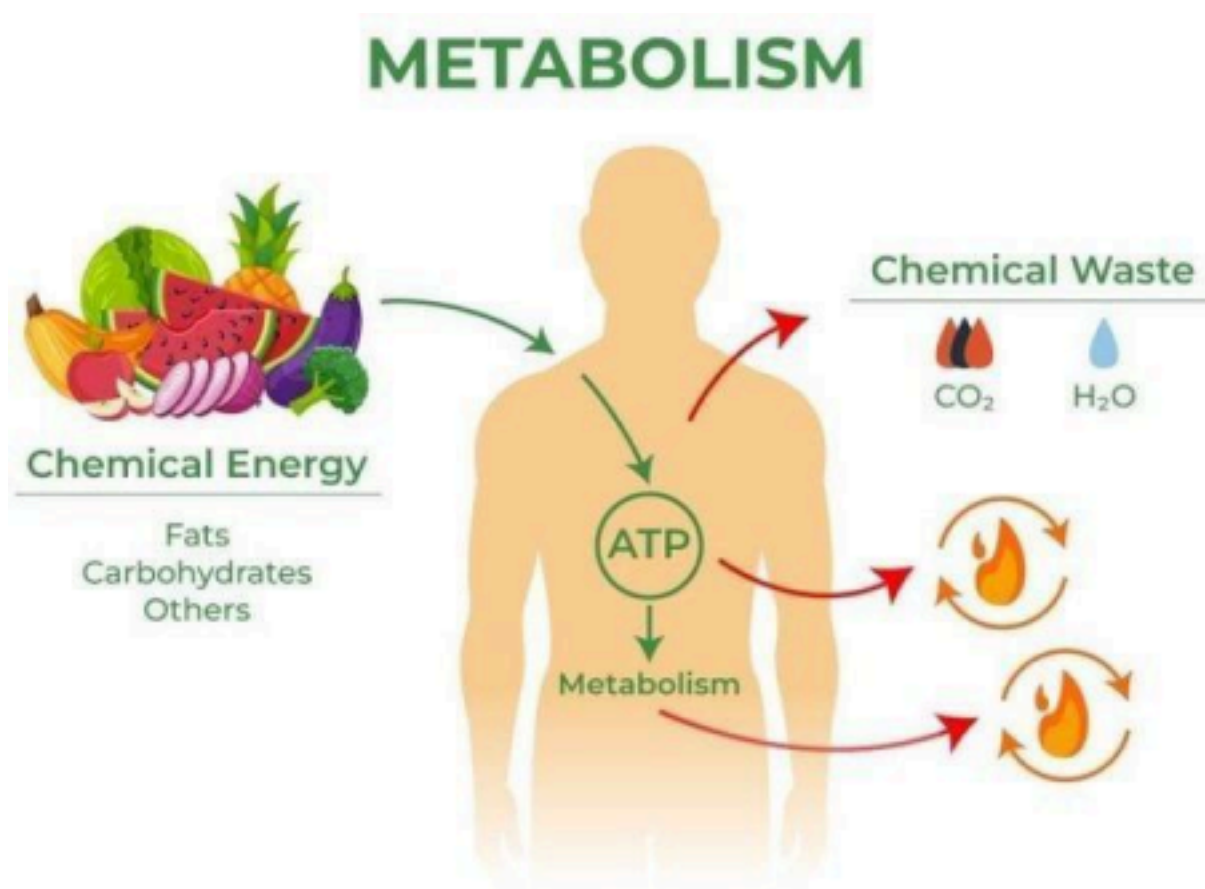 METABOLISM
Chemical Energy
Fats
Carbohydrates
Others
ATP
Metabolism
Chemical Waste
CO₂
H₂O